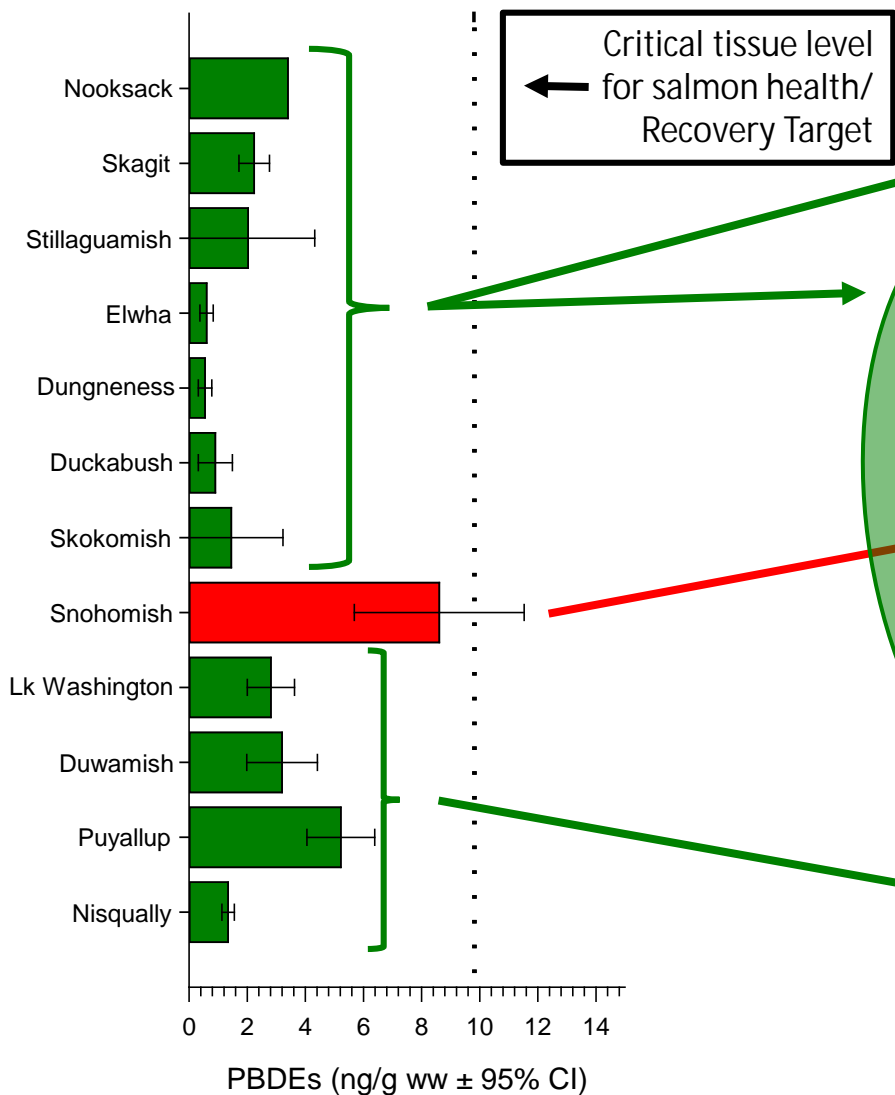 Critical tissue level
for salmon health/
Recovery Target
Nooksack
Skagit
Stillaguamish
Elwha
Dungneness
Duckabush
Skokomish
Snohomish
Lk Washington
Duwamish
Puyallup
Nisqually
0 2 4 6 8 10 12 14
PBDEs (ng/g ww ± 95% CI)